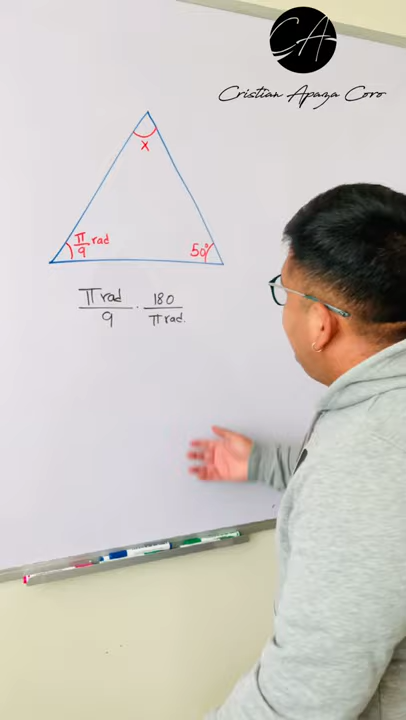 CA
Cristian Apaza Coro
x
π/9 rad
50°
π rad/9 · 180/π rad.